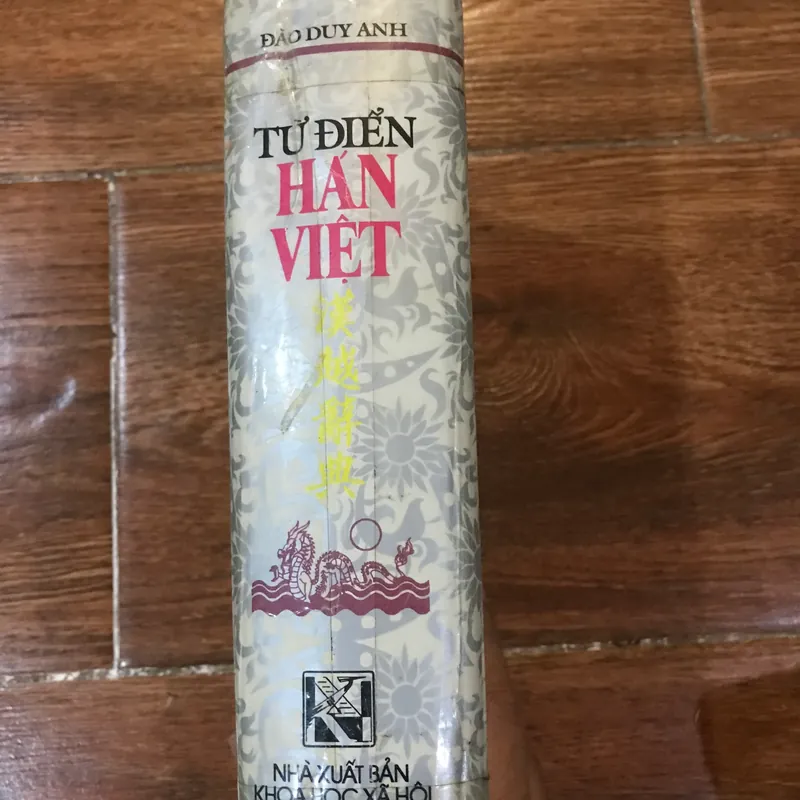 ĐÀO DUY ANH
TỪ ĐIỂN
HÁN
VIỆT
漢越辭典
NHÀ XUẤT BẢN
KHOA HỌC XÃ HỘI